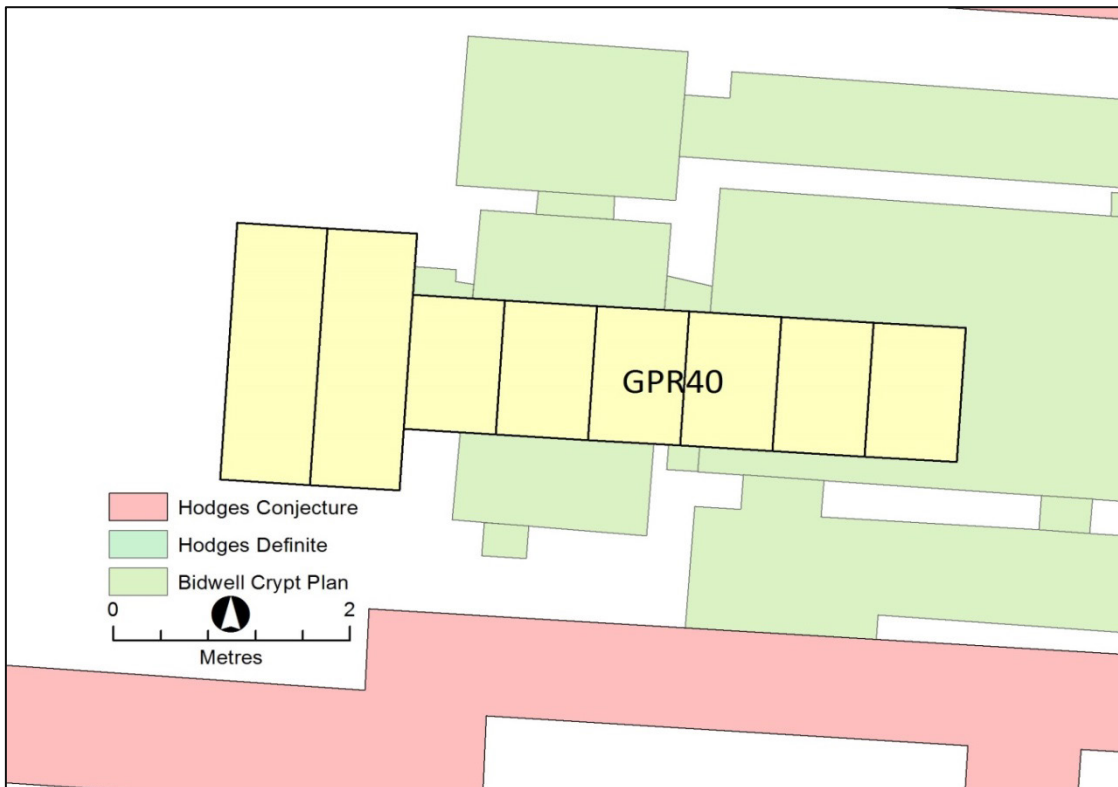 GPR40
Hodges Conjecture
Hodges Definite
Bidwell Crypt Plan
0 2
Metres